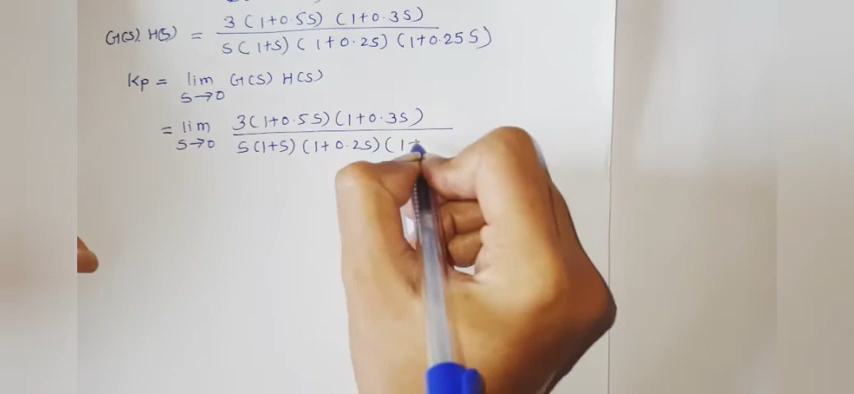 G(S) H(S) = 3(1+0.5S) (1+0.3S) / S(1+S) (1+0.2S) (1+0.25S)
Kp = lim S→0 G(S) H(S)
= lim S→0 3(1+0.5S) (1+0.3S) / S(1+S) (1+0.2S) (1+